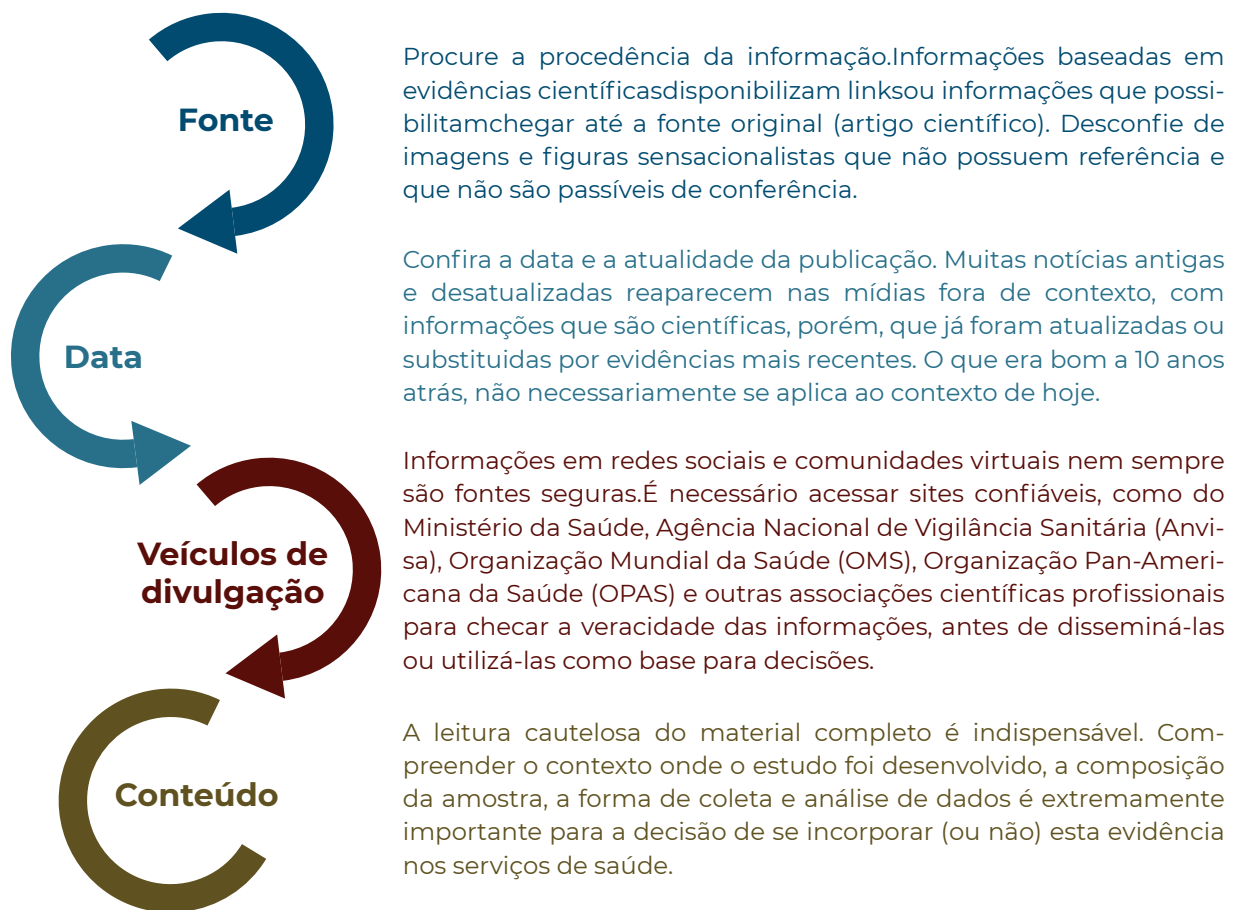 Fonte
Procure a procedência da informação.Informações baseadas em
evidências científicasdisponibilizam linksou informações que possi-
bilitamchegar até a fonte original (artigo científico). Desconfie de
imagens e figuras sensacionalistas que não possuem referência e
que não são passíveis de conferência.
Data
Confira a data e a atualidade da publicação. Muitas notícias antigas
e desatualizadas reaparecem nas mídias fora de contexto, com
informações que são científicas, porém, que já foram atualizadas ou
substituidas por evidências mais recentes. O que era bom a 10 anos
atrás, não necessariamente se aplica ao contexto de hoje.
Veículos de
divulgação
Informações em redes sociais e comunidades virtuais nem sempre
são fontes seguras.É necessário acessar sites confiáveis, como do
Ministério da Saúde, Agência Nacional de Vigilância Sanitária (Anvi-
sa), Organização Mundial da Saúde (OMS), Organização Pan-Ameri-
cana da Saúde (OPAS) e outras associações científicas profissionais
para checar a veracidade das informações, antes de disseminá-las
ou utilizá-las como base para decisões.
Conteúdo
A leitura cautelosa do material completo é indispensável. Com-
preender o contexto onde o estudo foi desenvolvido, a composição
da amostra, a forma de coleta e análise de dados é extremamente
importante para a decisão de se incorporar (ou não) esta evidência
nos serviços de saúde.